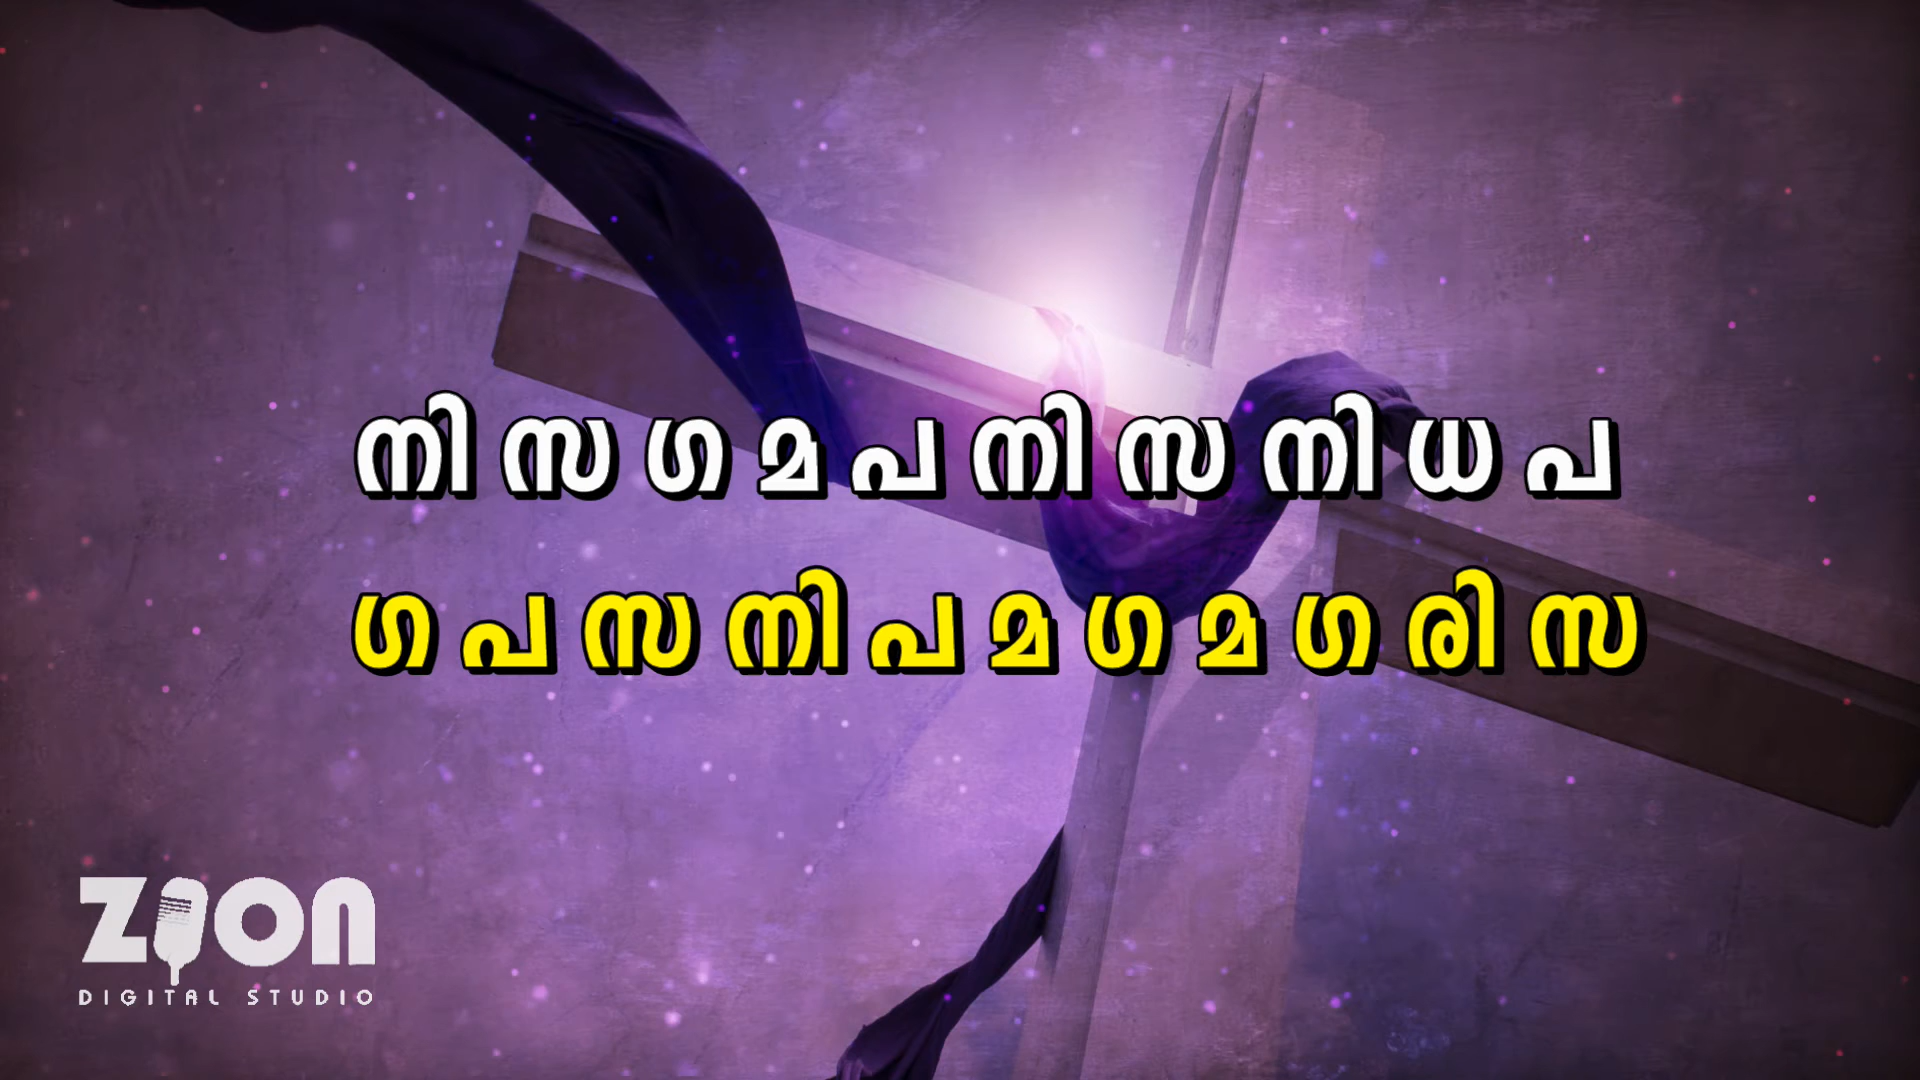 നി സ ഗ മ പ നി സ നി ധ പ
ഗ പ സ നി പ മ ഗ മ ഗ രി സ
ZION
DIGITAL STUDIO